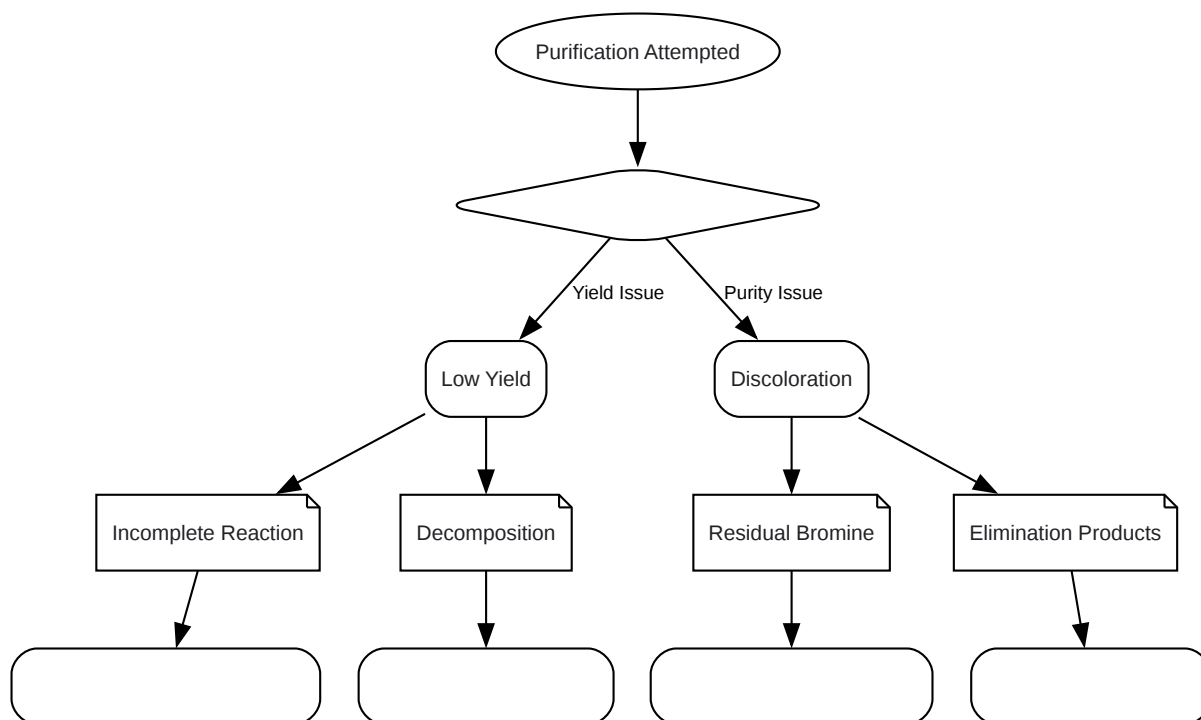 Purification Attempted
Yield Issue
Purity Issue
Low Yield
Discoloration
Incomplete Reaction
Decomposition
Residual Bromine
Elimination Products